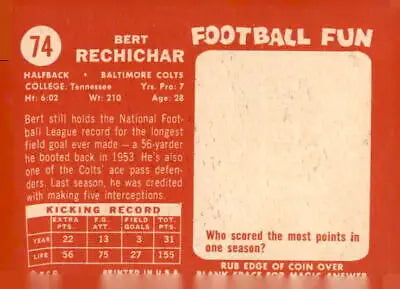 74
BERT
RECHICHAR
HALFBACK • BALTIMORE COLTS
COLLEGE: Tennessee Yrs. Pro: 7
Ht: 6:02 Wt: 210 Age: 28
Bert still holds the National Foot-
ball League record for the longest
field goal ever made — a 56-yarder
he booted back in 1953. He's also
one of the Colts' ace pass defend-
enders. Last season, he was credited
with making five interceptions.
KICKING RECORD
EXTRA PTS. F.G. ATT. FIELD GOALS TOTAL PTS.
YEAR 22 13 3 31
LIFE 56 75 27 155
PRINTED IN U.S.A.
FOOTBALL FUN
Who scored the most points in
one season?
RUB EDGE OF COIN OVER
BLANK SPACE FOR MAGIC ANSWER